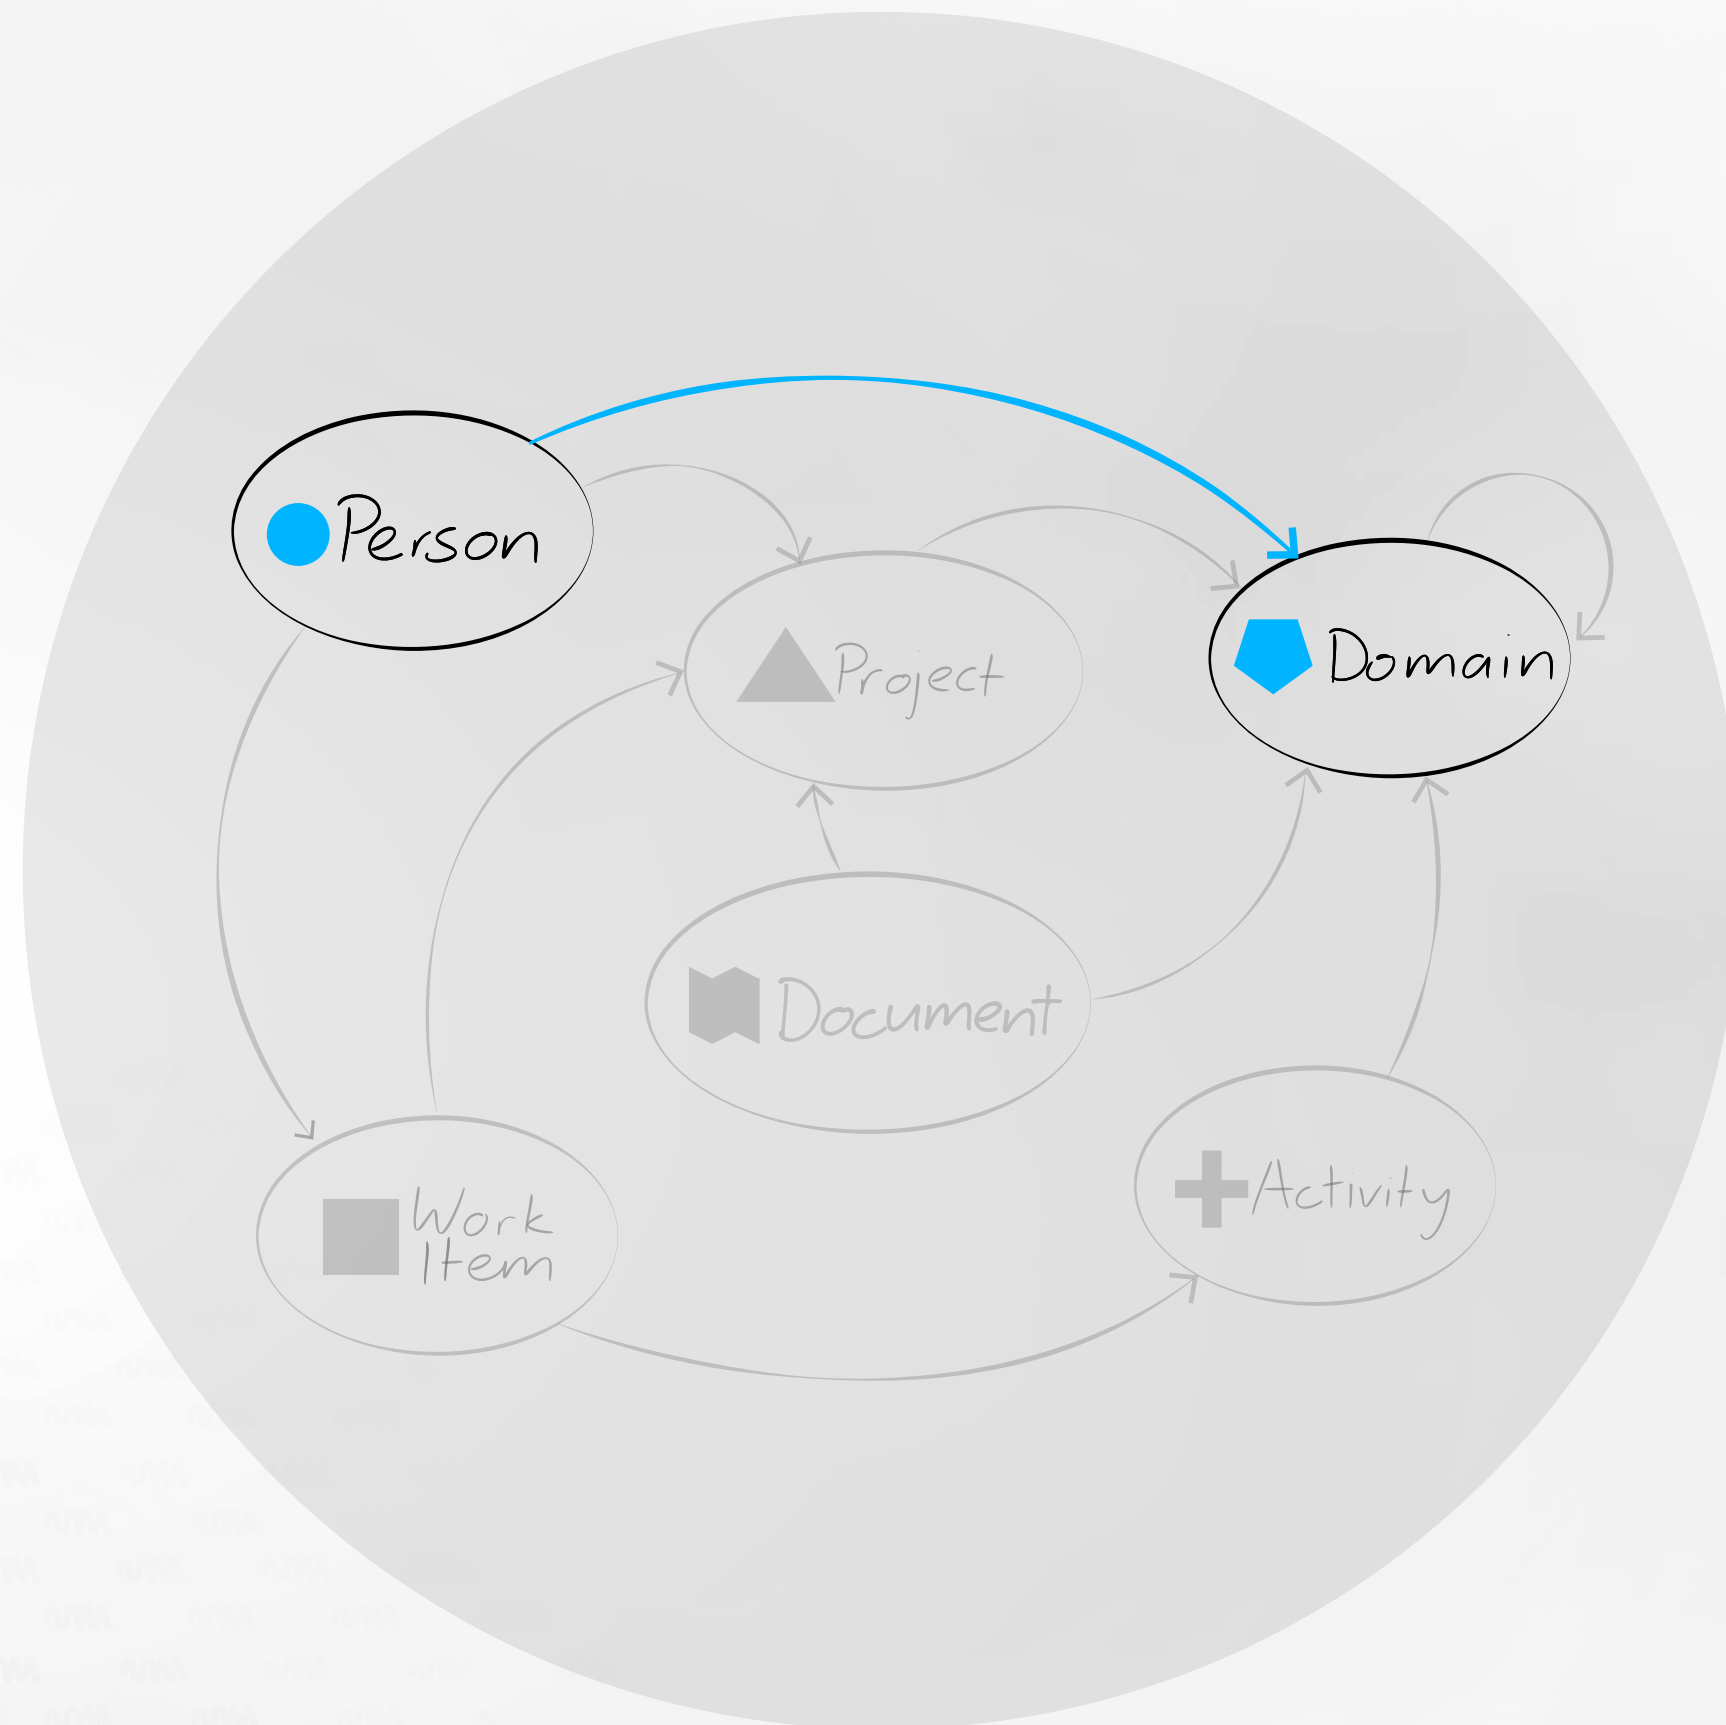 Person
Project
Domain
Document
Work
Item
Activity